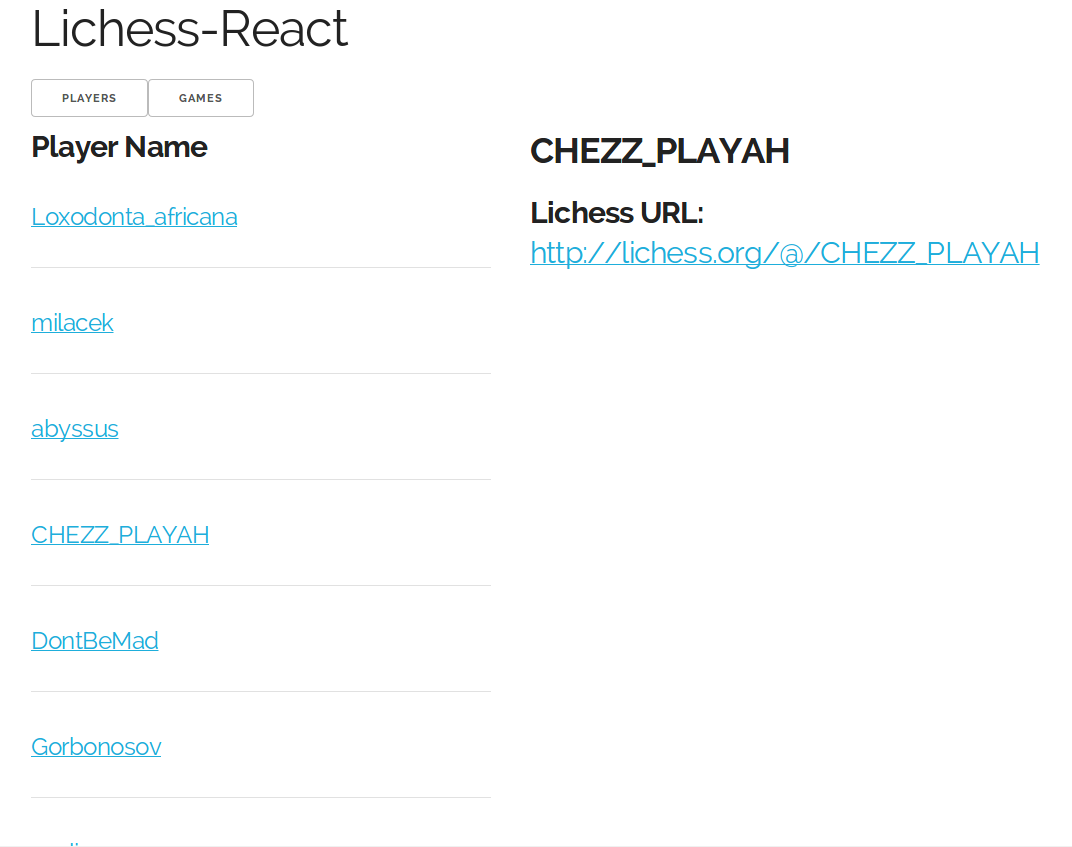 Lichess-React
PLAYERS
GAMES
Player Name
Loxodonta_africana
milacek
abyssus
CHEZZ_PLAYAH
DontBeMad
Gorbonosov
CHEZZ_PLAYAH
Lichess URL:
http://lichess.org/@/CHEZZ_PLAYAH